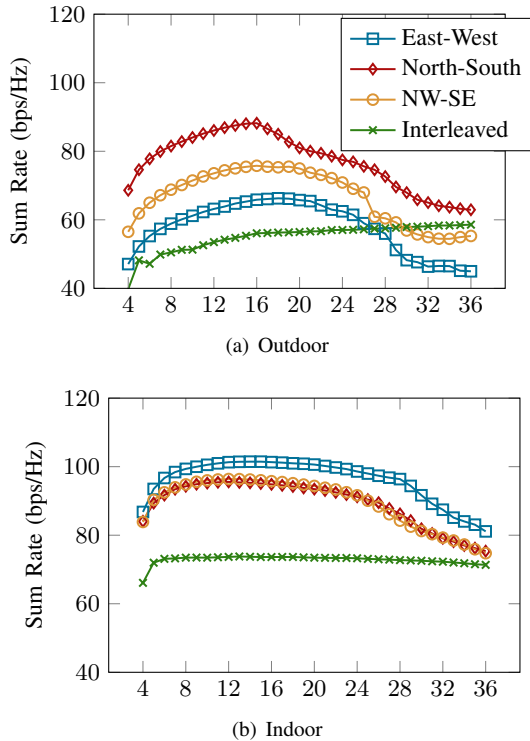 120
100
80
60
40
Sum Rate (bps/Hz)
East-West
North-South
NW-SE
Interleaved
4 8 12 16 20 24 28 32 36
(a) Outdoor
120
100
80
60
40
Sum Rate (bps/Hz)
4 8 12 16 20 24 28 32 36
(b) Indoor